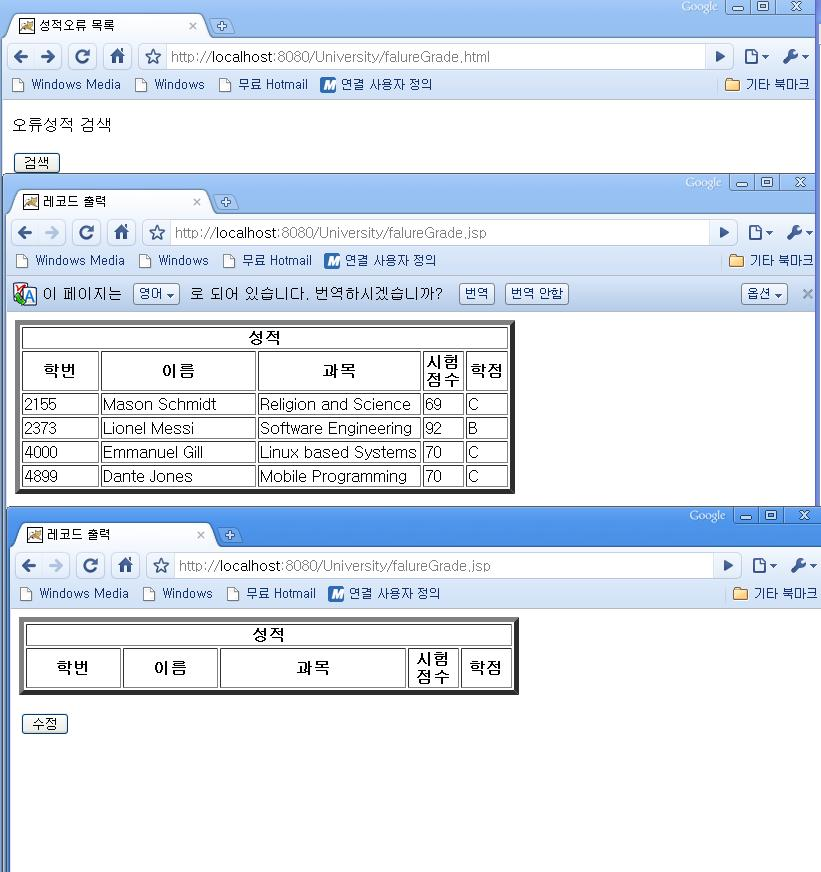 Google
성적오류 목록
http://localhost:8080/University/falureGrade.html
Windows Media Windows 무료 Hotmail 연결 사용자 정의 기타 북마크
오류성적 검색
검색
Google
레코드 출력
http://localhost:8080/University/falureGrade.jsp
Windows Media Windows 무료 Hotmail 연결 사용자 정의 기타 북마크
이 페이지는 영어 로 되어 있습니다. 번역하시겠습니까? 번역 번역 안함 옵션
성적
학번 이름 과목 시험 점수 학점
2155 Mason Schmidt Religion and Science 69 C
2373 Lionel Messi Software Engineering 92 B
4000 Emmanuel Gill Linux based Systems 70 C
4899 Dante Jones Mobile Programming 70 C
Google
레코드 출력
http://localhost:8080/University/falureGrade.jsp
Windows Media Windows 무료 Hotmail 연결 사용자 정의 기타 북마크
성적
학번 이름 과목 시험 점수 학점
수정